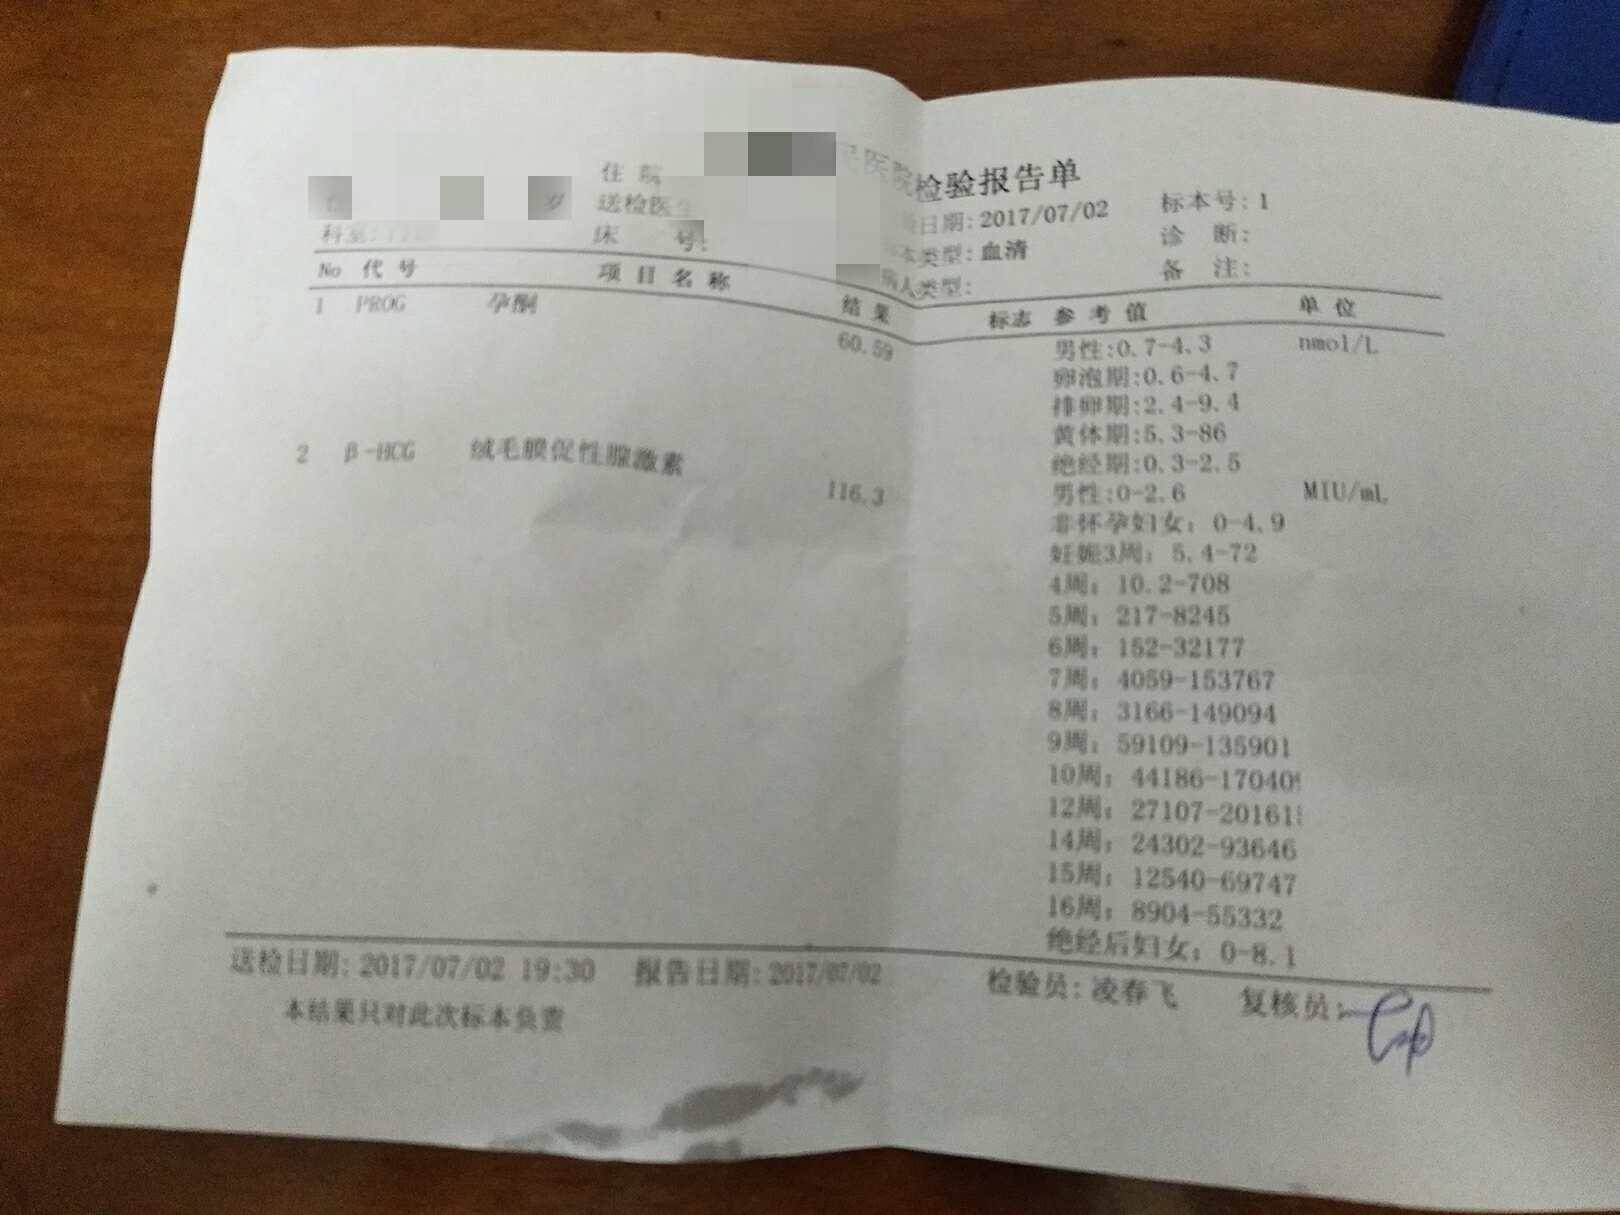 医院检验报告单
住院
送检医生
日期: 2017/07/02 标本号: 1
科室:
床 号:
类型: 血清 诊 断:
病人类型: 备 注:
No 代 号 项 目 名 称 结 果 标志 参 考 值 单 位
1 PROG 孕酮 60.59 男性:0.7-4.3 nmol/L
卵泡期:0.6-4.7
排卵期:2.4-9.4
黄体期:5.3-86
绝经期:0.3-2.5
2 β-HCG 绒毛膜促性腺激素 116.3 男性:0-2.6 MIU/mL
非怀孕妇女: 0-4.9
妊娠3周: 5.4-72
4周: 10.2-708
5周: 217-8245
6周: 152-32177
7周: 4059-153767
8周: 3166-149094
9周: 59109-135901
10周: 44186-17040
12周: 27107-20161
14周: 24302-93646
15周: 12540-69747
16周: 8904-55332
绝经后妇女: 0-8.1
送检日期: 2017/07/02 19:30 报告日期: 2017/07/02 检验员: 凌春飞 复核员:
本结果只对此次标本负责